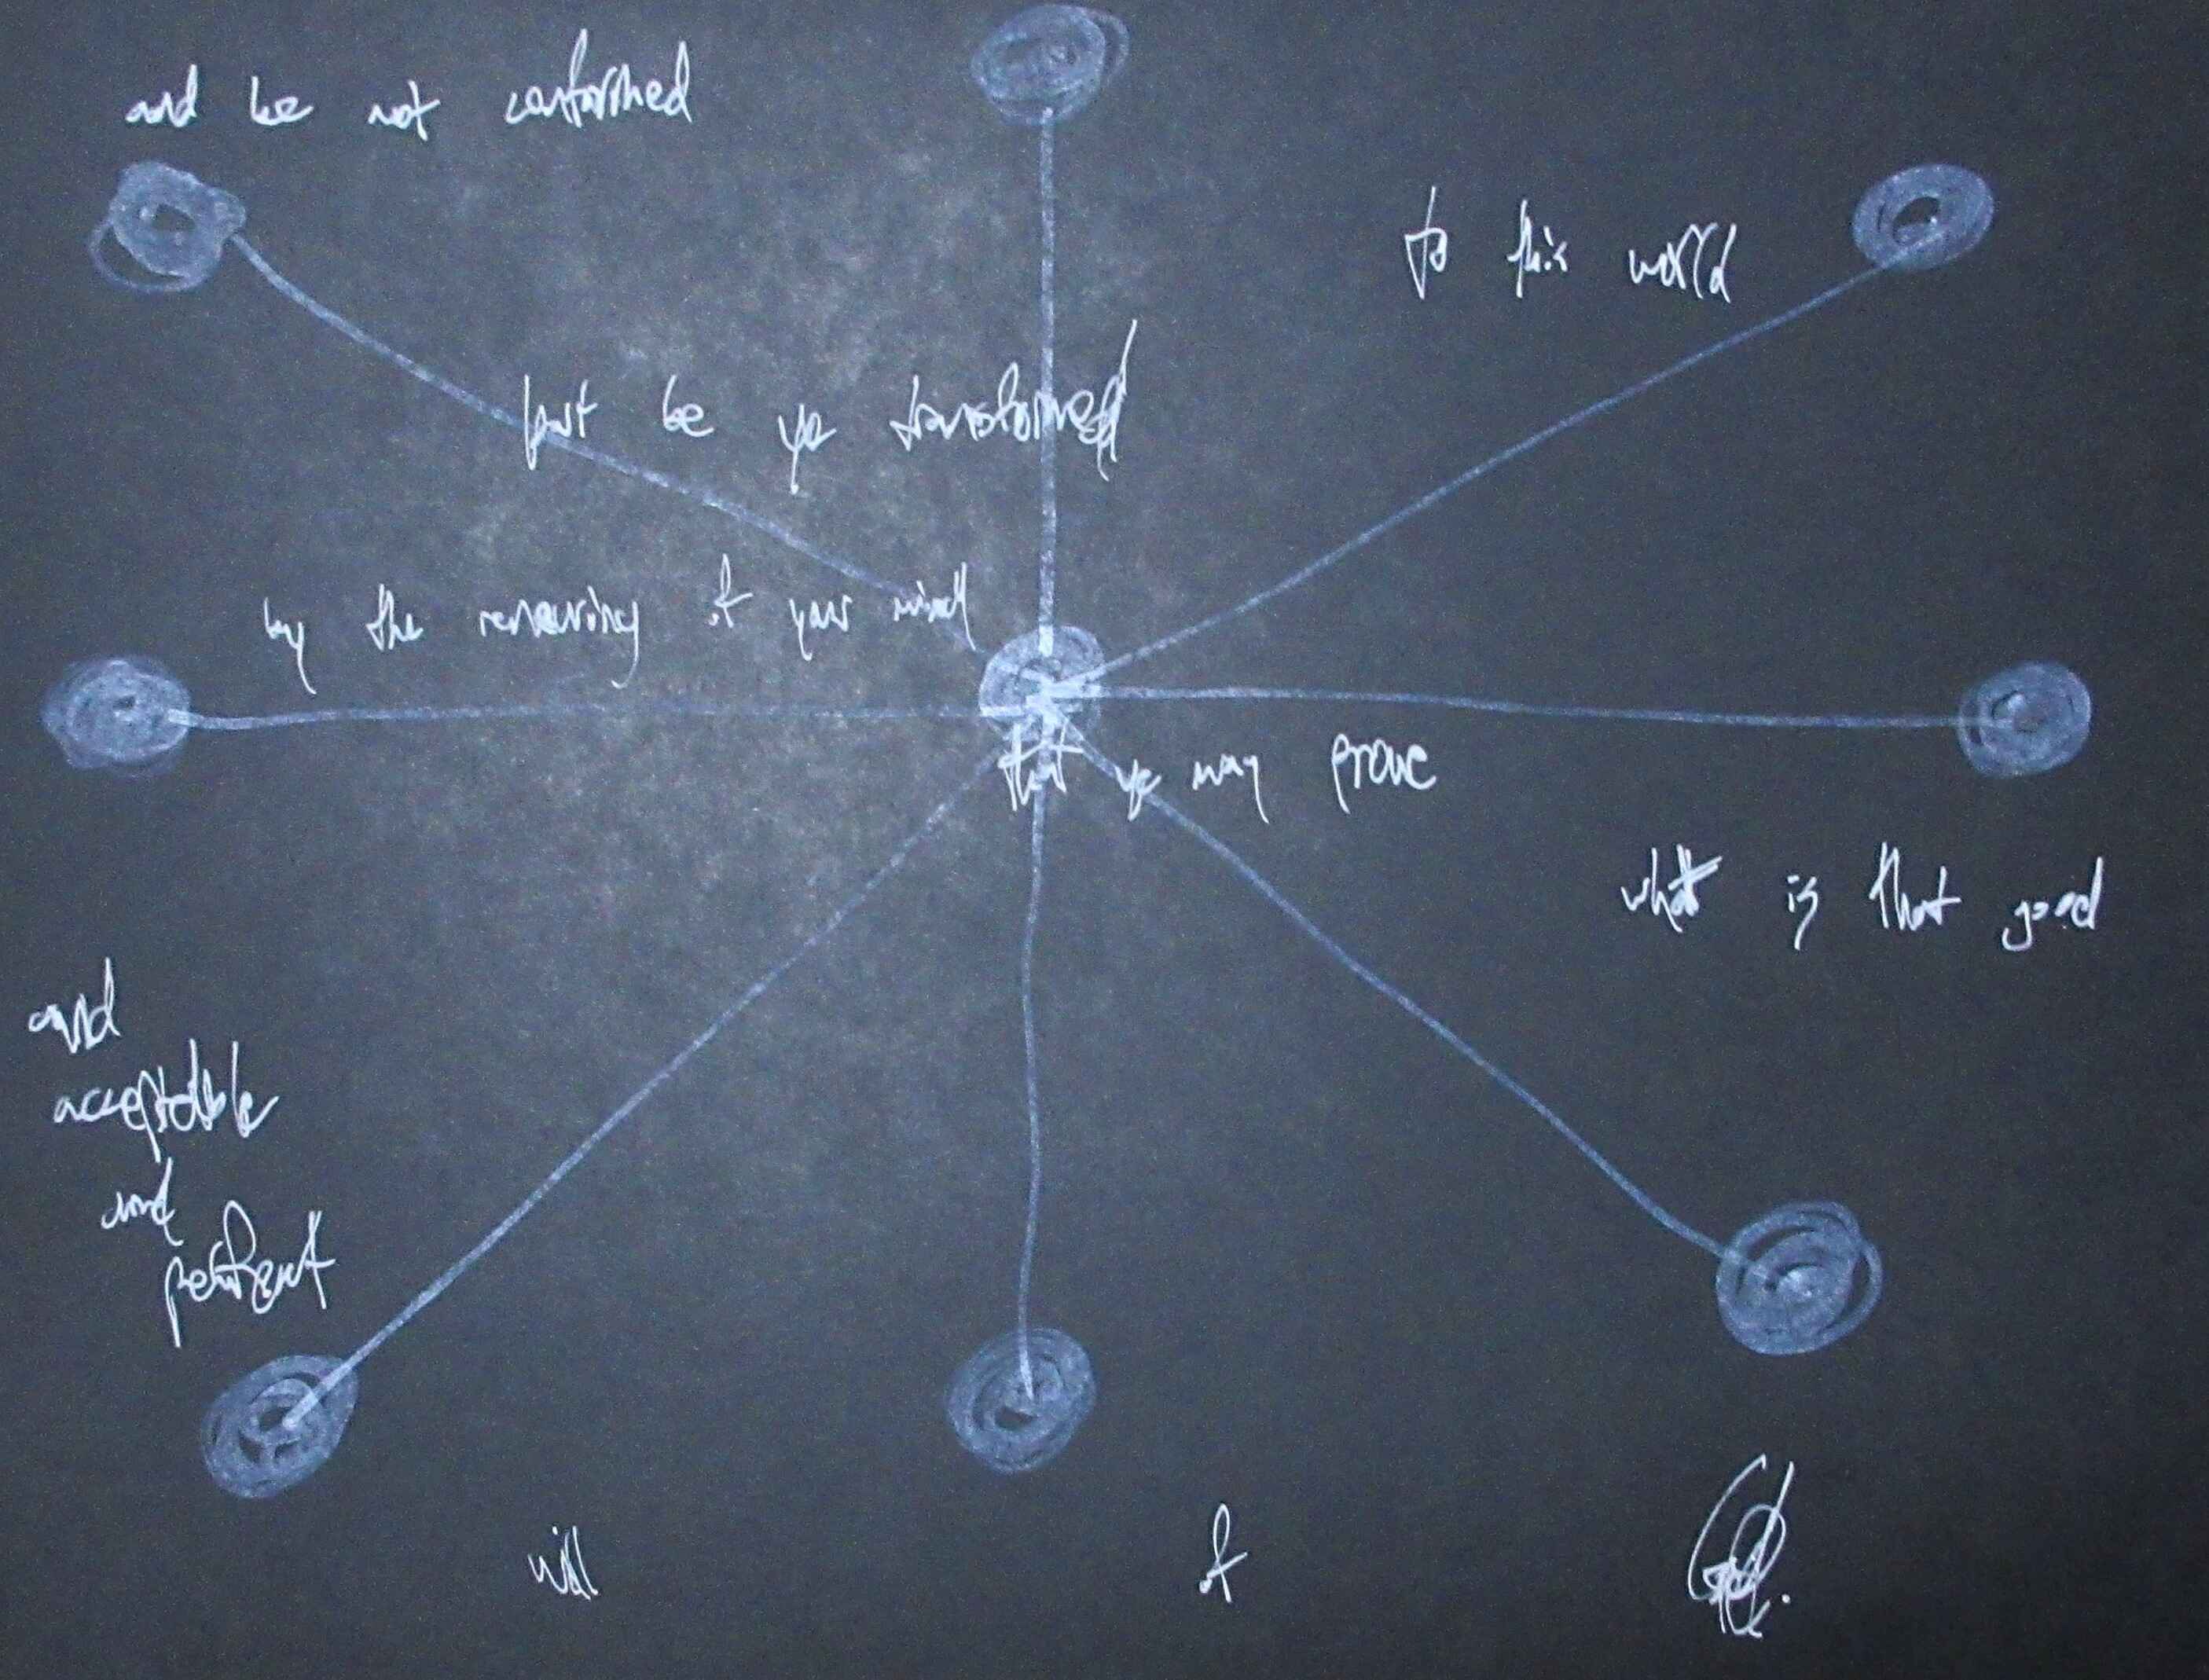 and be not conformed
to this world
but be ye transformed
by the renewing of your mind
that ye may prove
what is that good
and
acceptable
and
perfect
will of God.